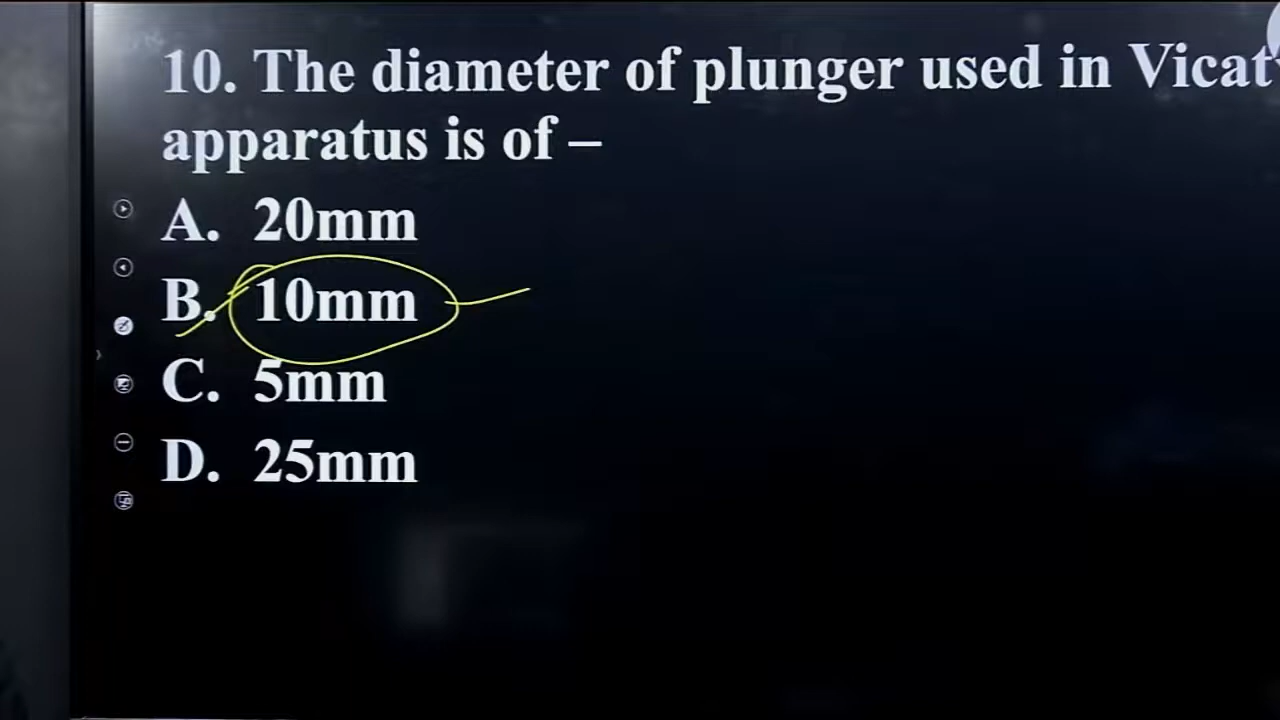 10. The diameter of plunger used in Vicat
apparatus is of –
A. 20mm
B. 10mm
C. 5mm
D. 25mm